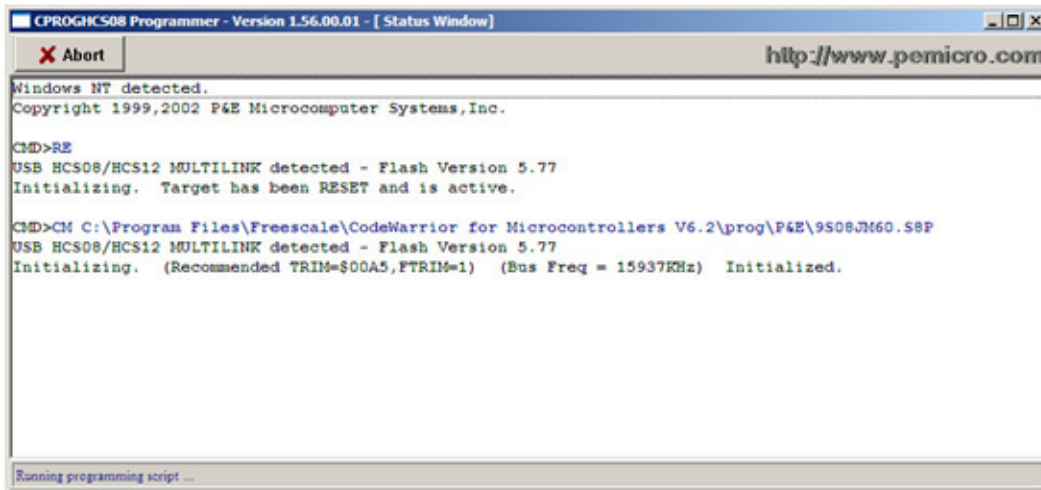 CPROGHCS08 Programmer - Version 1.56.00.01 - [ Status Window]
Abort
http://www.pemicro.com
Windows NT detected.
Copyright 1999,2002 P&E Microcomputer Systems,Inc.
CMD>RE
USB HCS08/HCS12 MULTILINK detected - Flash Version 5.77
Initializing.  Target has been RESET and is active.
CMD>CM C:\Program Files\Freescale\CodeWarrior for Microcontrollers V6.2\prog\P&E\9S08JM60.S8P
USB HCS08/HCS12 MULTILINK detected - Flash Version 5.77
Initializing.  (Recommended TRIM=$00A5,FTRIM=1)  (Bus Freq = 15937KHz)  Initialized.
Running programming script ...